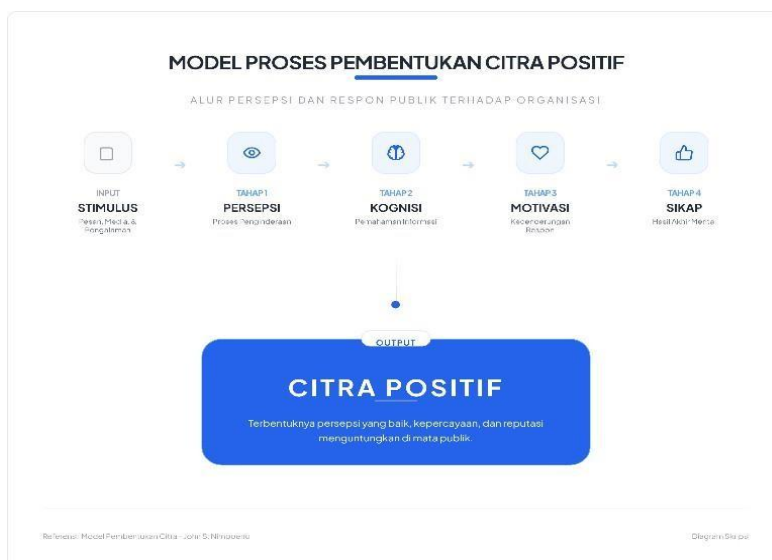 MODEL PROSES PEMBENTUKAN CITRA POSITIF
ALUR PERSEPSI DAN RESPON PUBLIK TERHADAP ORGANISASI
INPUT
STIMULUS
Pesan, Media, &
Pengalaman
TAHAP 1
PERSEPSI
Proses Penginderaan
TAHAP 2
KOGNISI
Pemahaman Informasi
TAHAP 3
MOTIVASI
Kecenderungan
Respon
TAHAP 4
SIKAP
Hasil Akhir Mental
OUTPUT
CITRA POSITIF
Terbentuknya persepsi yang baik, kepercayaan, dan reputasi
menguntungkan di mata publik.
Referensi: Model Pembentukan Citra - John S. Nimpoeno
Diagram Skripsi